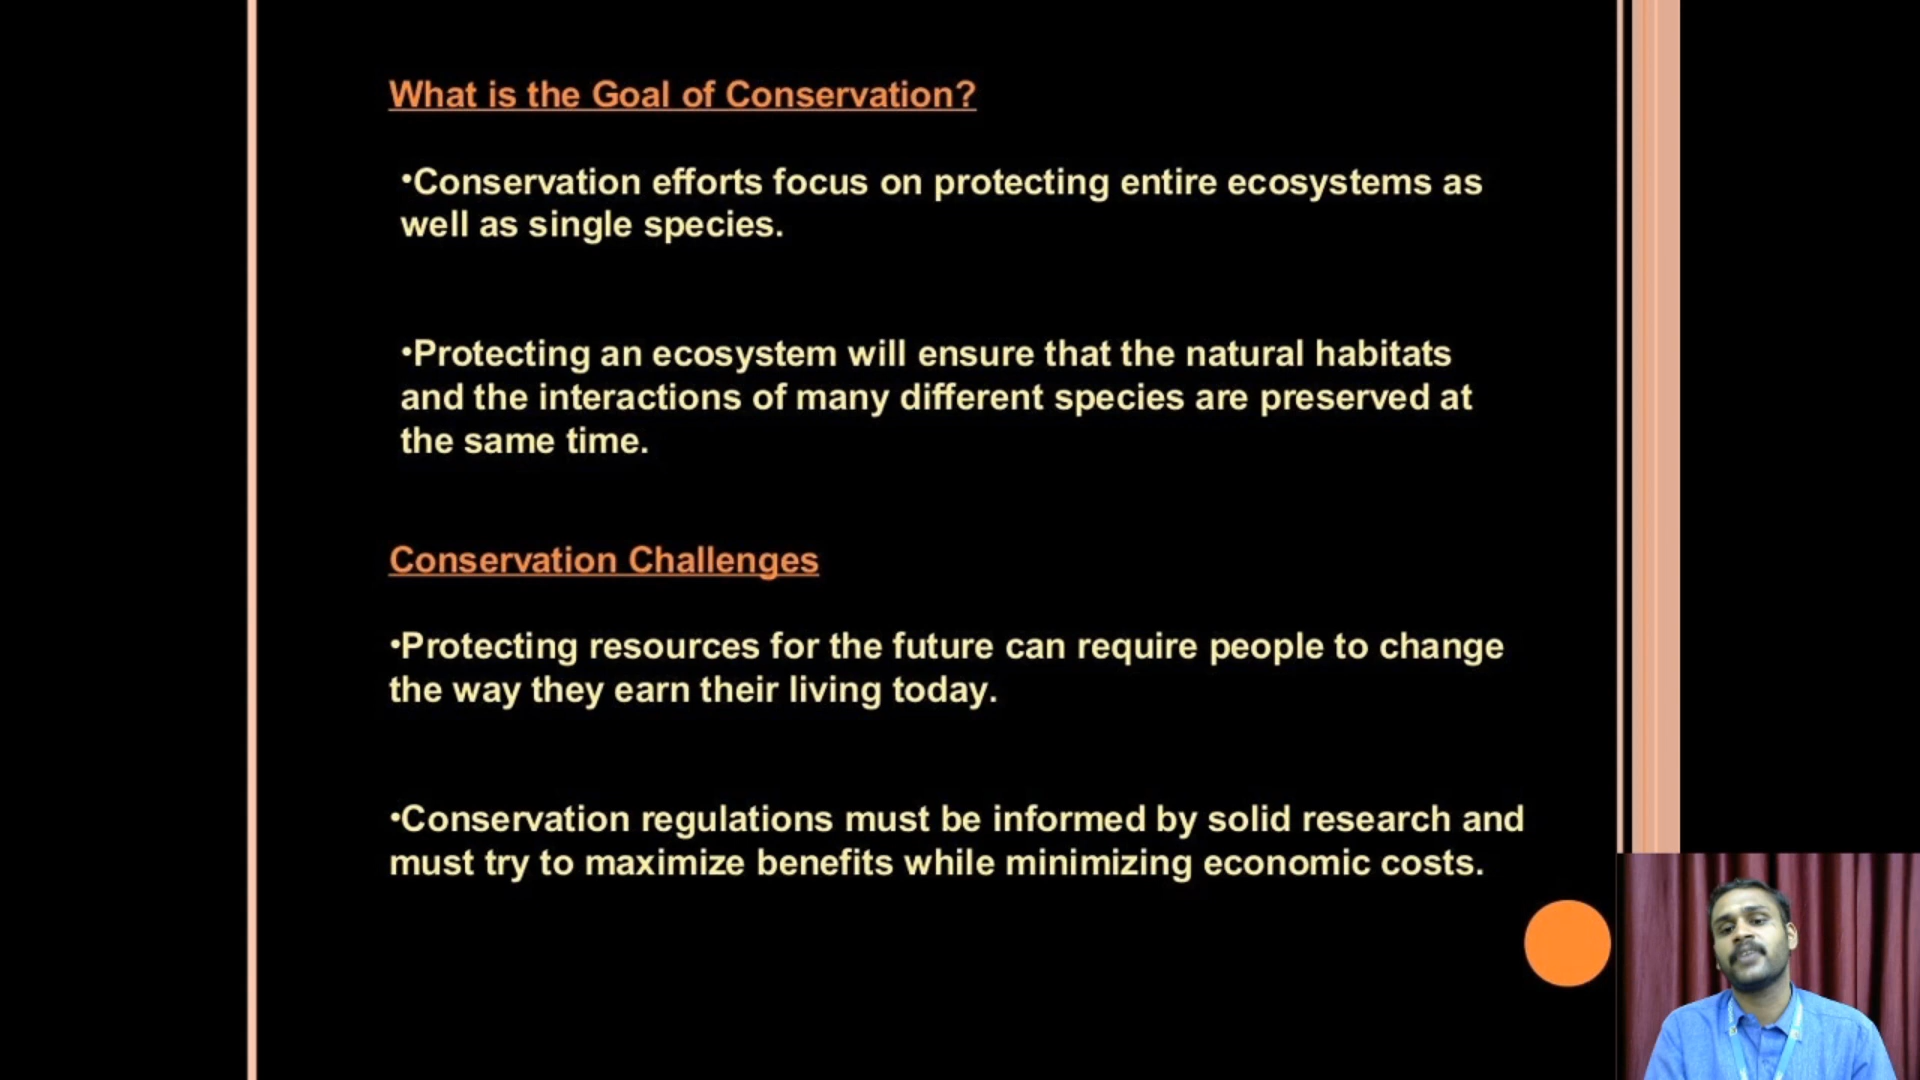 What is the Goal of Conservation?
•Conservation efforts focus on protecting entire ecosystems as
well as single species.
•Protecting an ecosystem will ensure that the natural habitats
and the interactions of many different species are preserved at
the same time.
Conservation Challenges
•Protecting resources for the future can require people to change
the way they earn their living today.
•Conservation regulations must be informed by solid research and
must try to maximize benefits while minimizing economic costs.